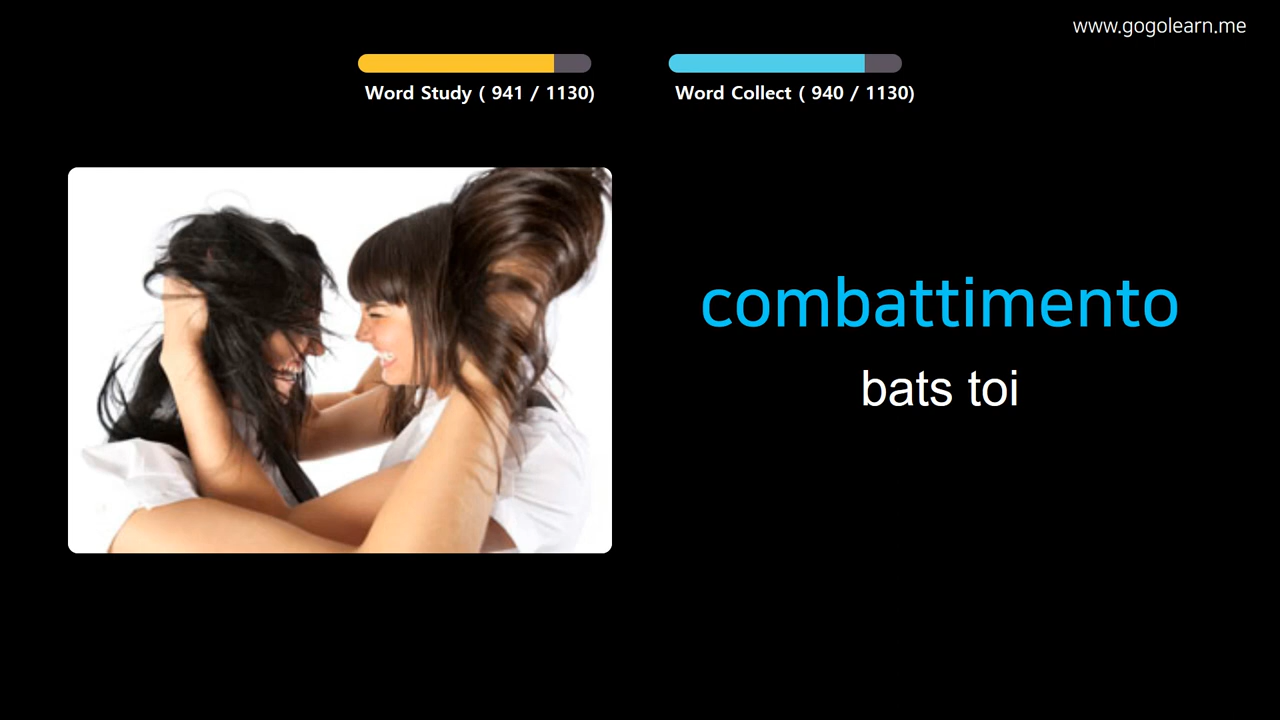 www.gogolearn.me
Word Study ( 941 / 1130)
Word Collect ( 940 / 1130)
combattimento
bats toi